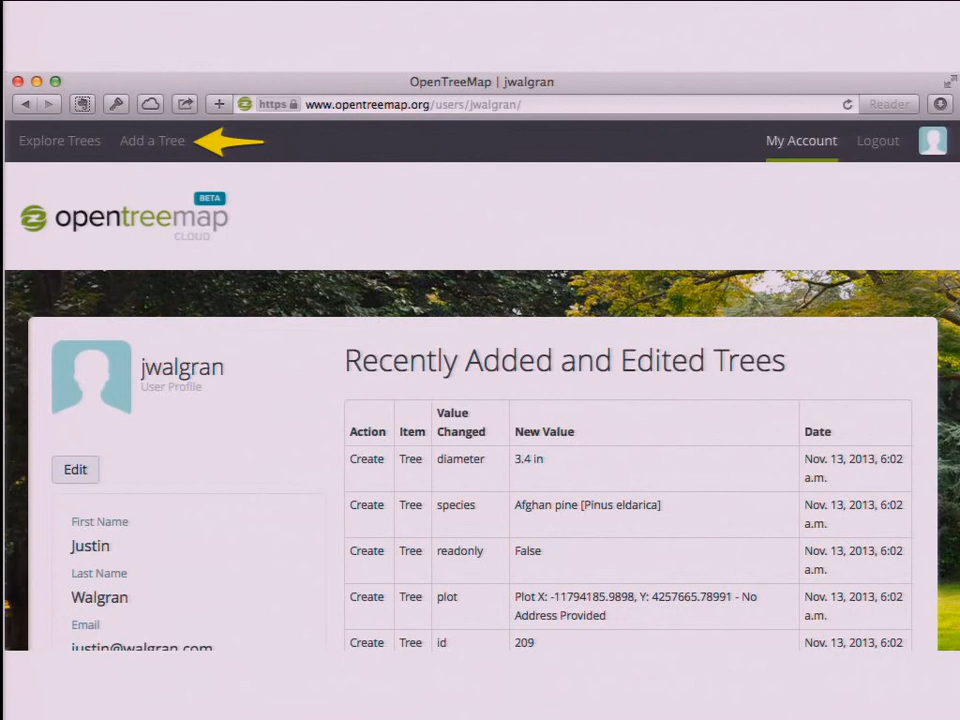 OpenTreeMap | jwalgran
https www.opentreemap.org/users/jwalgran/ Reader
Explore Trees Add a Tree My Account Logout
BETA
opentreemap
CLOUD
jwalgran
User Profile
Edit
First Name
Justin
Last Name
Walgran
Email
justin@walgran.com
Recently Added and Edited Trees
Action Item Value Changed New Value Date
Create Tree diameter 3.4 in Nov. 13, 2013, 6:02 a.m.
Create Tree species Afghan pine [Pinus eldarica] Nov. 13, 2013, 6:02 a.m.
Create Tree readonly False Nov. 13, 2013, 6:02 a.m.
Create Tree plot Plot X: -11794185.9898, Y: 4257665.78991 - No Address Provided Nov. 13, 2013, 6:02 a.m.
Create Tree id 209 Nov. 13, 2013, 6:02